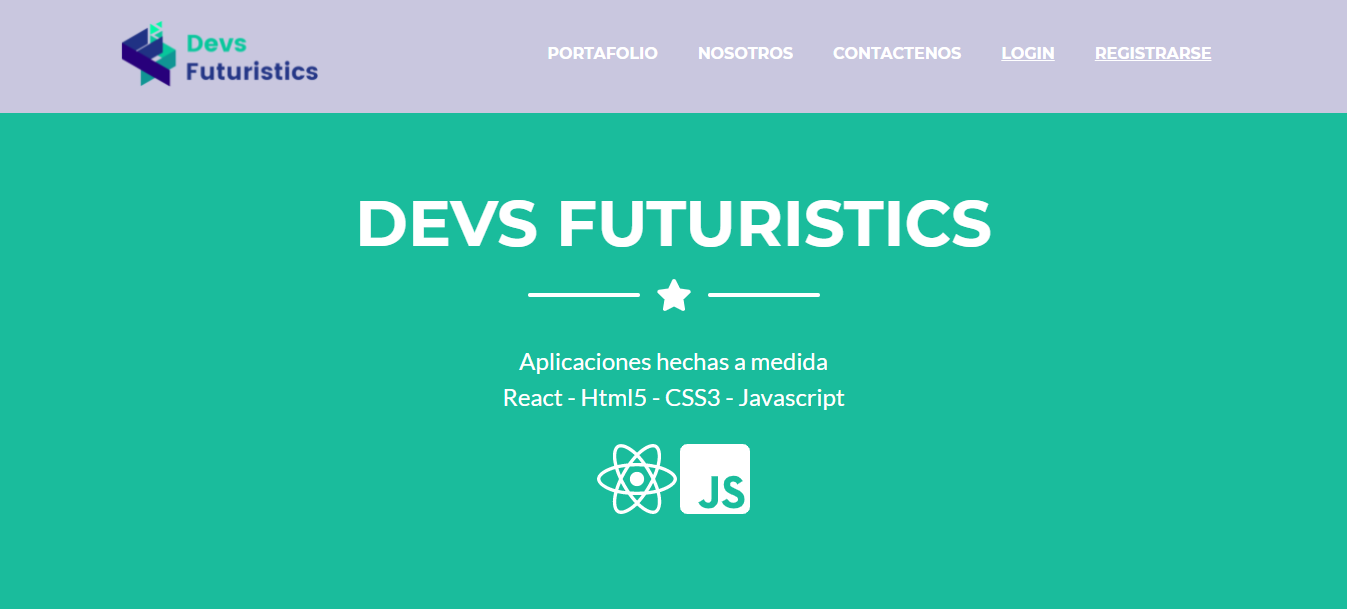 Devs
Futuristics
PORTAFOLIO NOSOTROS CONTACTENOS LOGIN REGISTRARSE
DEVS FUTURISTICS
Aplicaciones hechas a medida
React - Html5 - CSS3 - Javascript
JS